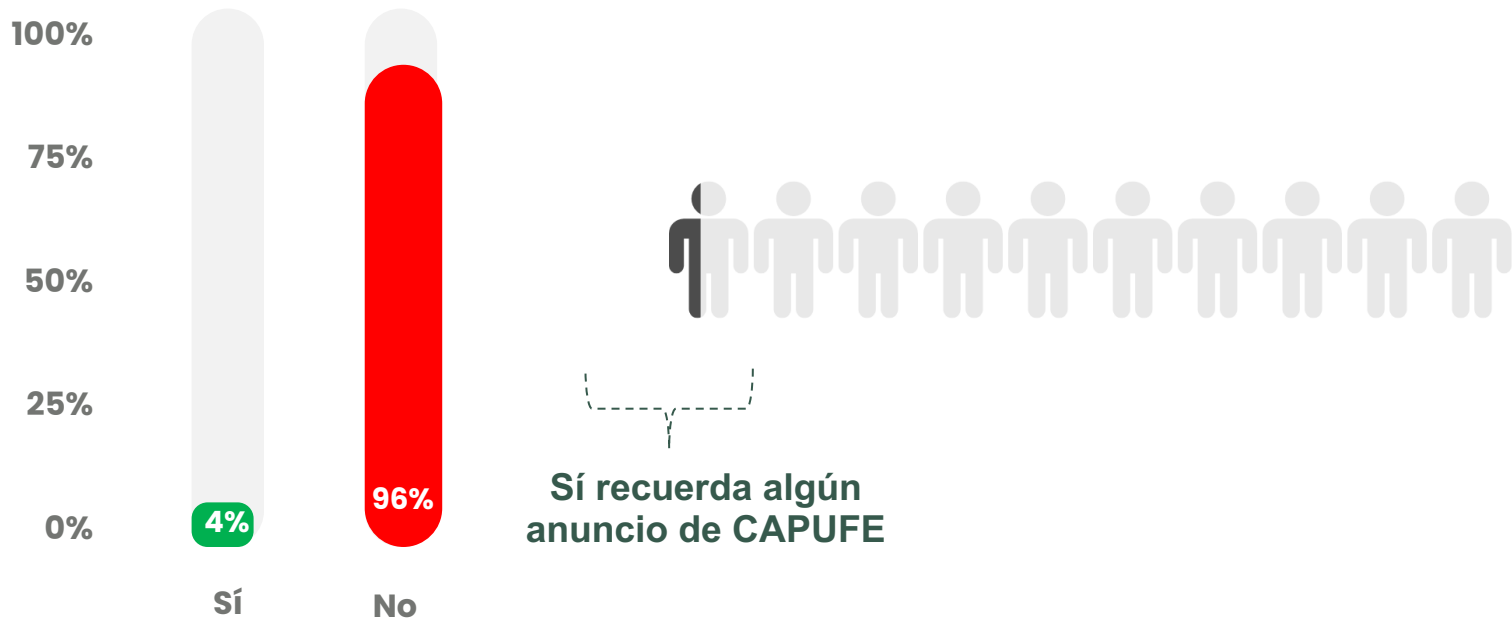 100%
75%
50%
25%
0%
4%
96%
Sí
No
Sí recuerda algún
anuncio de CAPUFE